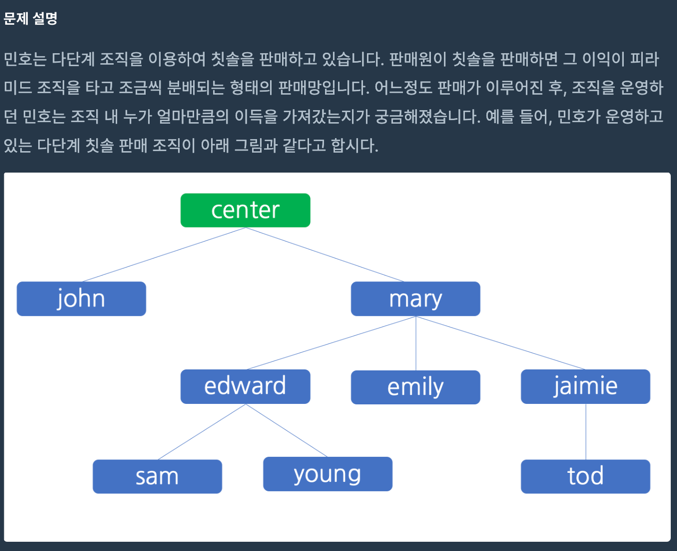 문제 설명
민호는 다단계 조직을 이용하여 칫솔을 판매하고 있습니다. 판매원이 칫솔을 판매하면 그 이익이 피라
미드 조직을 타고 조금씩 분배되는 형태의 판매망입니다. 어느정도 판매가 이루어진 후, 조직을 운영하
던 민호는 조직 내 누가 얼마만큼의 이득을 가져갔는지가 궁금해졌습니다. 예를 들어, 민호가 운영하고
있는 다단계 칫솔 판매 조직이 아래 그림과 같다고 합시다.
center
john
mary
edward
emily
jaimie
sam
young
tod